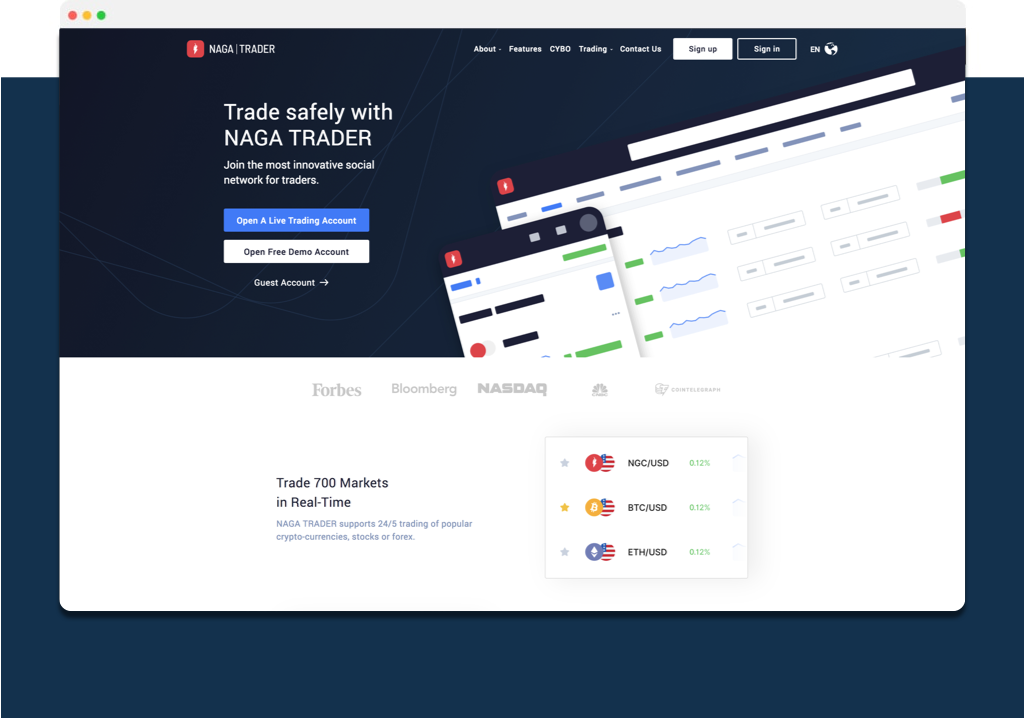 NAGA | TRADER
About - Features CYBO Trading - Contact Us Sign up Sign in EN
Trade safely with
NAGA TRADER
Join the most innovative social
network for traders.
Open A Live Trading Account
Open Free Demo Account
Guest Account →
Forbes Bloomberg NASDAQ COINTELEGRAPH
Trade 700 Markets
in Real-Time
NAGA TRADER supports 24/5 trading of popular
crypto-currencies, stocks or forex.
NGC/USD 0.12%
BTC/USD 0.12%
ETH/USD 0.12%